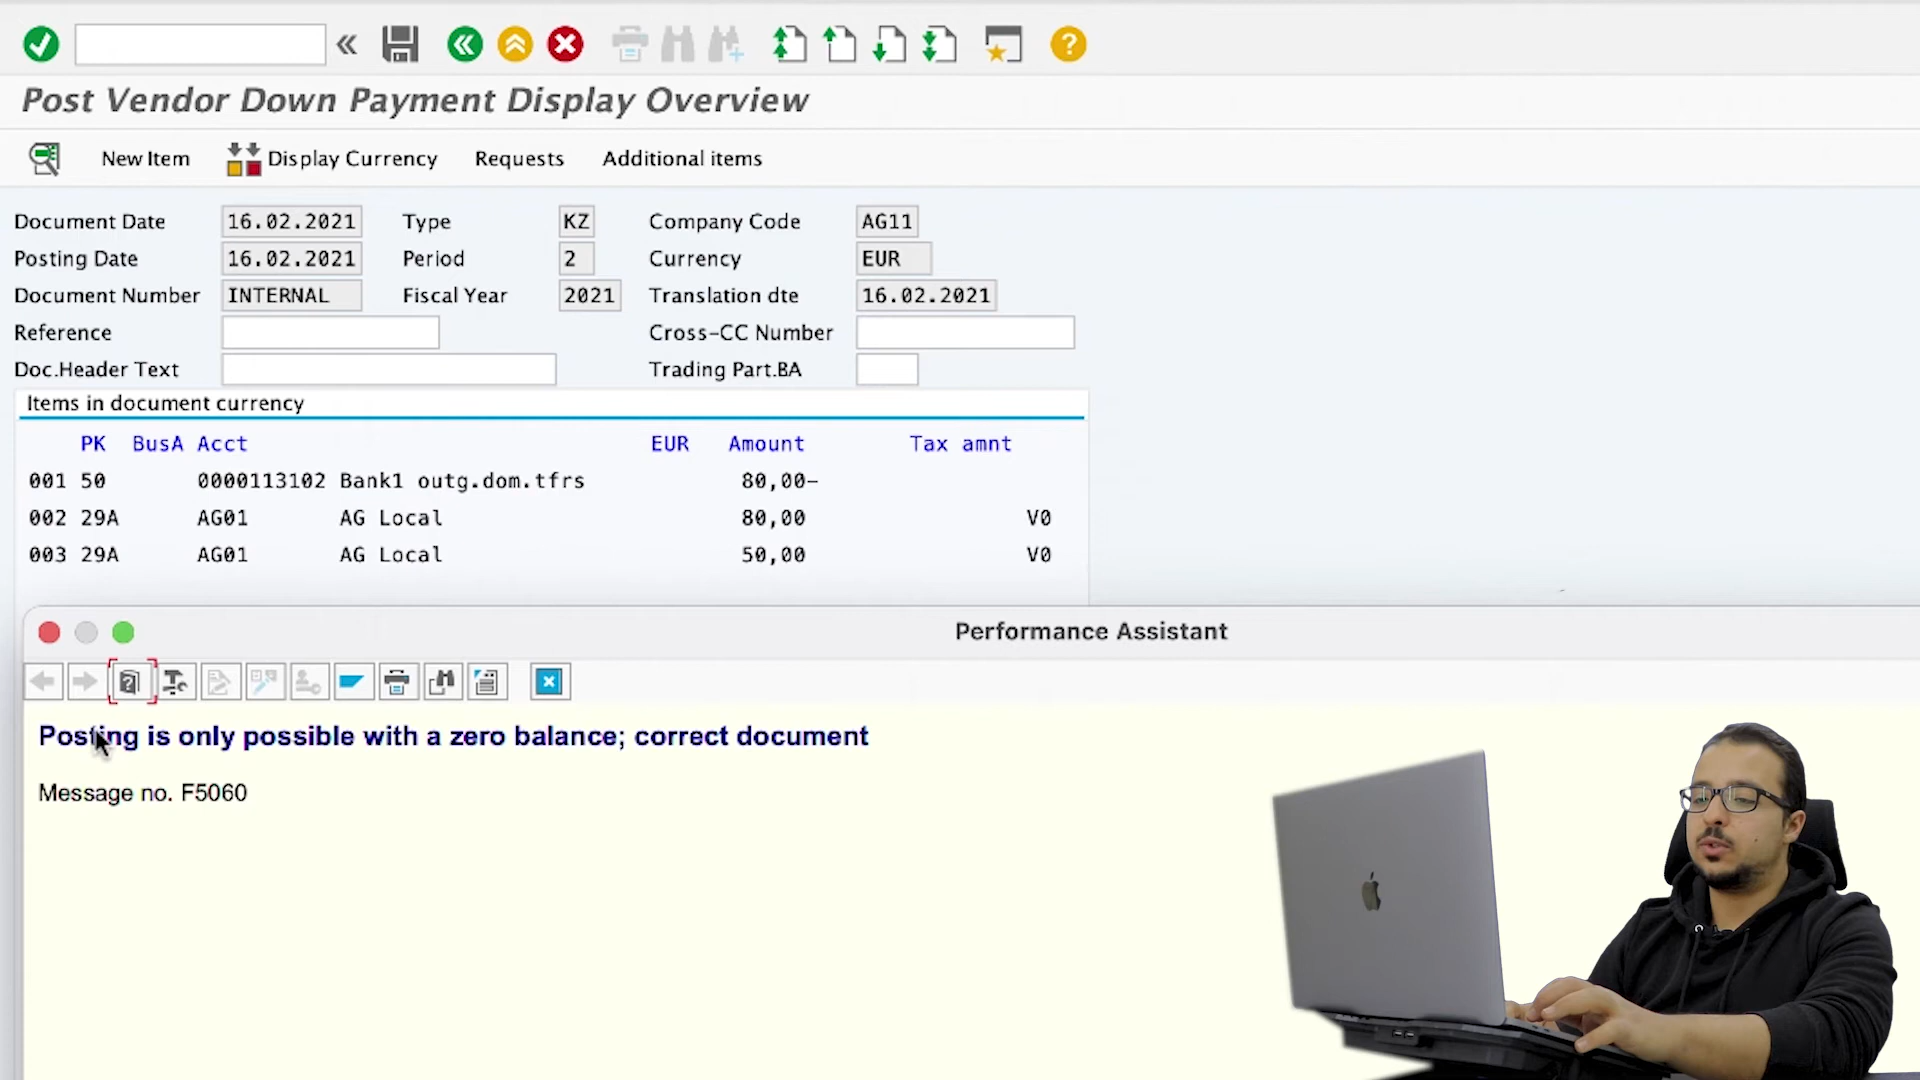 Post Vendor Down Payment Display Overview
New Item Display Currency Requests Additional items
Document Date 16.02.2021 Type KZ Company Code AG11
Posting Date 16.02.2021 Period 2 Currency EUR
Document Number INTERNAL Fiscal Year 2021 Translation dte 16.02.2021
Reference Cross-CC Number
Doc.Header Text Trading Part.BA
Items in document currency
PK BusA Acct EUR Amount Tax amnt
001 50 0000113102 Bank1 outg.dom.tfrs 80,00-
002 29A AG01 AG Local 80,00 V0
003 29A AG01 AG Local 50,00 V0
Performance Assistant
Posting is only possible with a zero balance; correct document
Message no. F5060